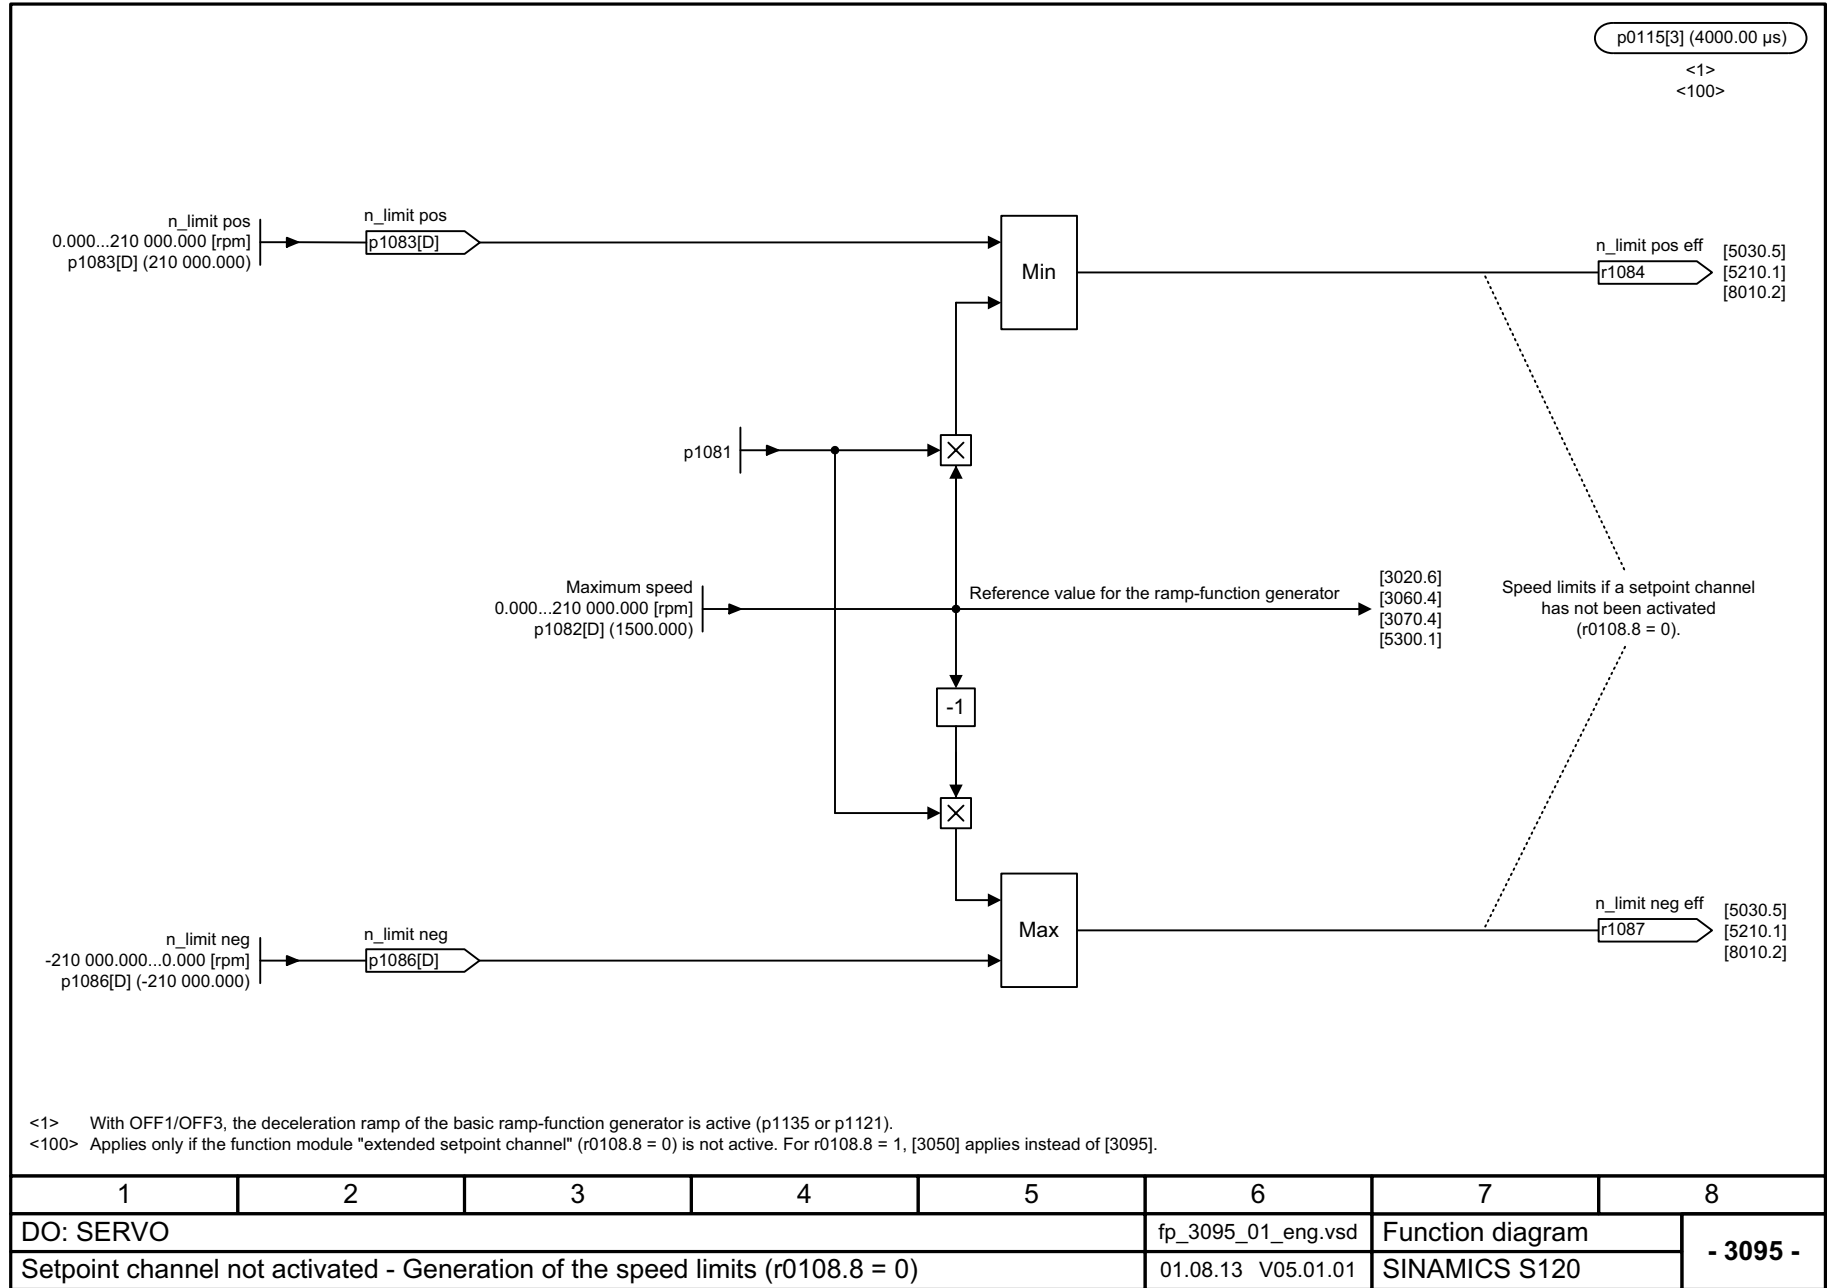 p0115[3] (4000.00 µs)
<1>
<100>
n_limit pos
0.000...210 000.000 [rpm]
p1083[D] (210 000.000)
n_limit pos
p1083[D]
Min
n_limit pos eff
r1084
[5030.5]
[5210.1]
[8010.2]
p1081
Maximum speed
0.000...210 000.000 [rpm]
p1082[D] (1500.000)
Reference value for the ramp-function generator
[3020.6]
[3060.4]
[3070.4]
[5300.1]
Speed limits if a setpoint channel
has not been activated
(r0108.8 = 0).
-1
n_limit neg
-210 000.000...0.000 [rpm]
p1086[D] (-210 000.000)
n_limit neg
p1086[D]
Max
n_limit neg eff
r1087
[5030.5]
[5210.1]
[8010.2]
<1> With OFF1/OFF3, the deceleration ramp of the basic ramp-function generator is active (p1135 or p1121).
<100> Applies only if the function module "extended setpoint channel" (r0108.8 = 0) is not active. For r0108.8 = 1, [3050] applies instead of [3095].
1 2 3 4 5 6 7 8
DO: SERVO
fp_3095_01_eng.vsd
Function diagram
- 3095 -
Setpoint channel not activated - Generation of the speed limits (r0108.8 = 0)
01.08.13 V05.01.01
SINAMICS S120